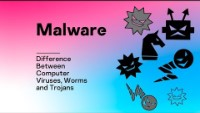 Malware
Difference
Between
Computer
Viruses, Worms
and Trojans